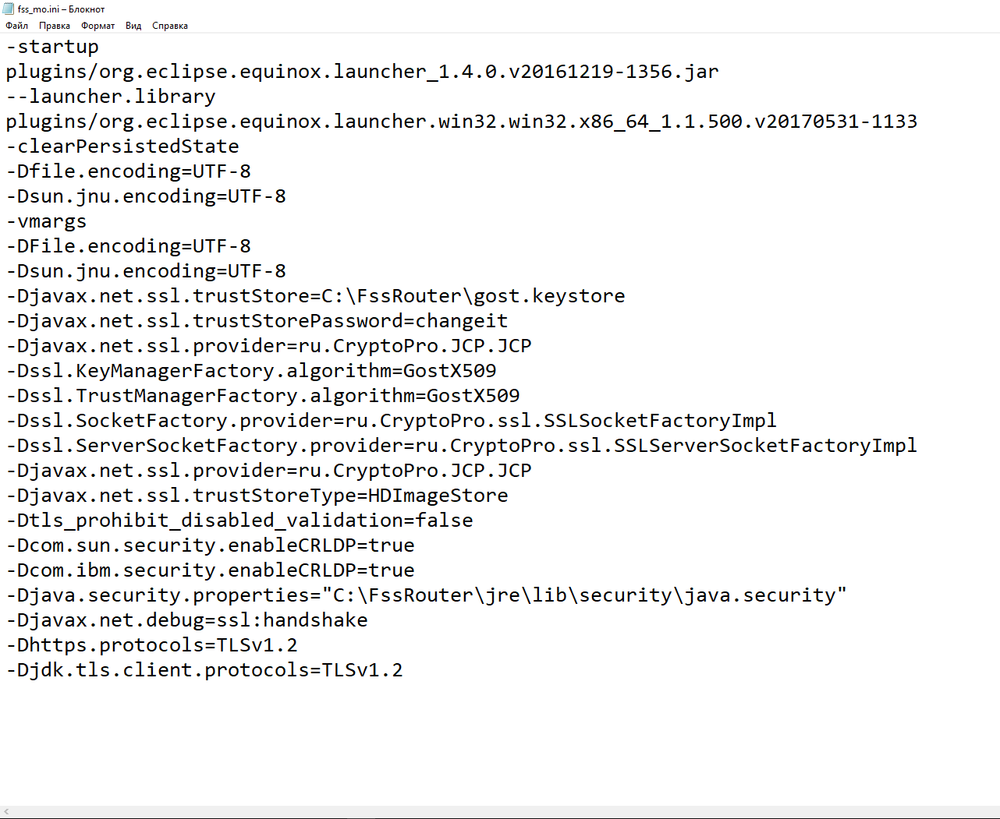 fss_mo.ini – Блокнот
Файл Правка Формат Вид Справка
-startup
plugins/org.eclipse.equinox.launcher_1.4.0.v20161219-1356.jar
--launcher.library
plugins/org.eclipse.equinox.launcher.win32.win32.x86_64_1.1.500.v20170531-1133
-clearPersistedState
-Dfile.encoding=UTF-8
-Dsun.jnu.encoding=UTF-8
-vmargs
-DFile.encoding=UTF-8
-Dsun.jnu.encoding=UTF-8
-Djavax.net.ssl.trustStore=C:\FssRouter\gost.keystore
-Djavax.net.ssl.trustStorePassword=changeit
-Djavax.net.ssl.provider=ru.CryptoPro.JCP.JCP
-Dssl.KeyManagerFactory.algorithm=GostX509
-Dssl.TrustManagerFactory.algorithm=GostX509
-Dssl.SocketFactory.provider=ru.CryptoPro.ssl.SSLSocketFactoryImpl
-Dssl.ServerSocketFactory.provider=ru.CryptoPro.ssl.SSLServerSocketFactoryImpl
-Djavax.net.ssl.provider=ru.CryptoPro.JCP.JCP
-Djavax.net.ssl.trustStoreType=HDImageStore
-Dtls_prohibit_disabled_validation=false
-Dcom.sun.security.enableCRLDP=true
-Dcom.ibm.security.enableCRLDP=true
-Djava.security.properties="C:\FssRouter\jre\lib\security\java.security"
-Djavax.net.debug=ssl:handshake
-Dhttps.protocols=TLSv1.2
-Djdk.tls.client.protocols=TLSv1.2